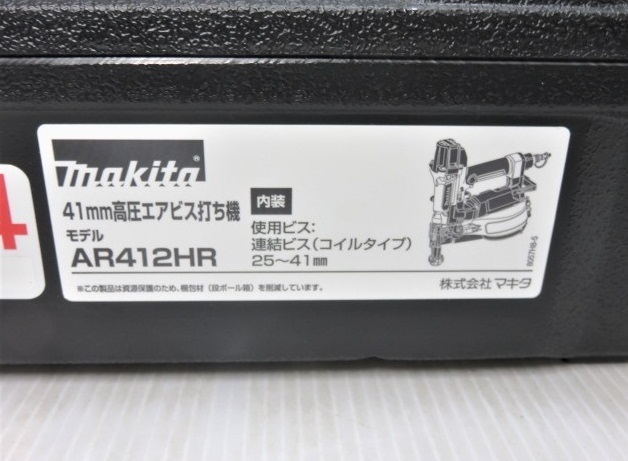 makita®
41mm高圧エアビス打ち機
モデル
AR412HR
内装
使用ビス:
連結ビス(コイルタイプ)
25～41mm
株式会社 マキタ
※この製品は資源保護のため、梱包材(段ボール箱)を削減しています。
4